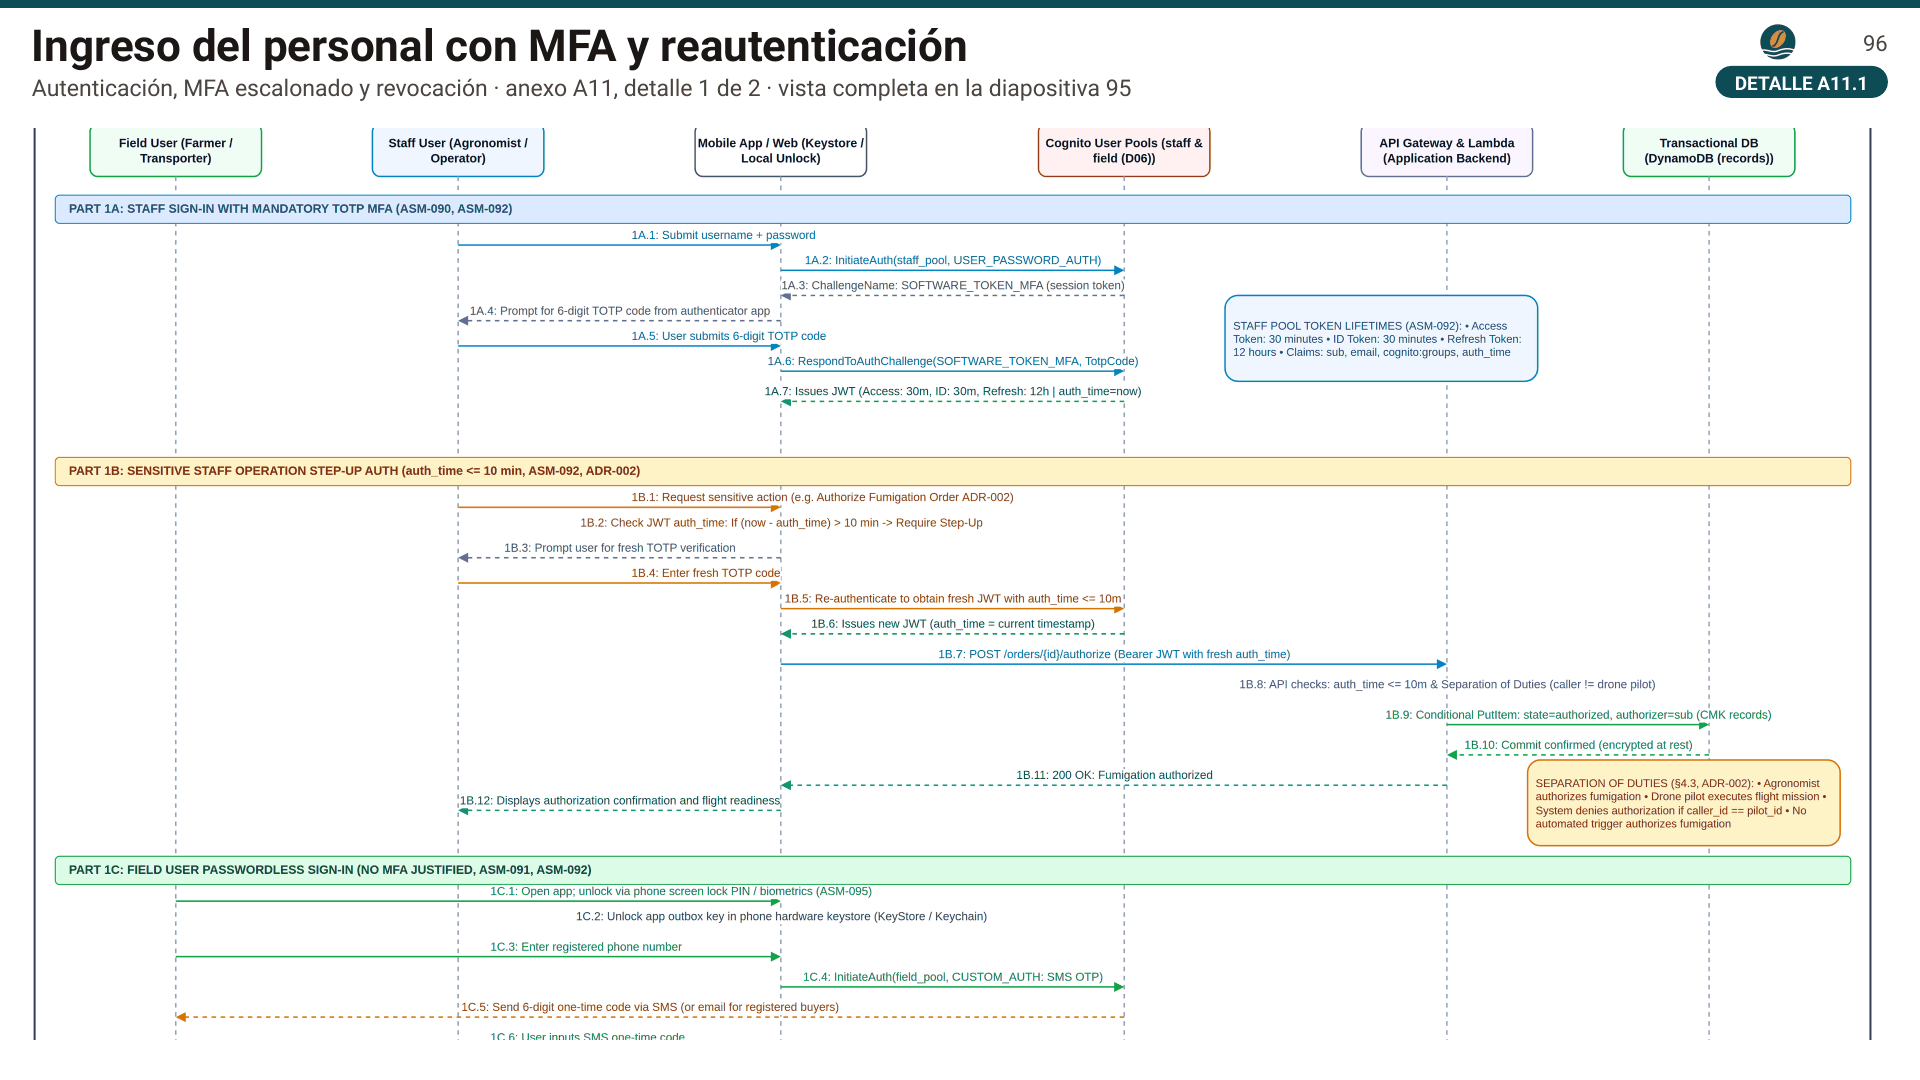 Ingreso del personal con MFA y reautenticación
96
Autenticación, MFA escalonado y revocación · anexo A11, detalle 1 de 2 · vista completa en la diapositiva 95
DETALLE A11.1
Field User (Farmer /
Transporter)
Staff User (Agronomist /
Operator)
Mobile App / Web (Keystore /
Local Unlock)
Cognito User Pools (staff &
field (D06))
API Gateway & Lambda
(Application Backend)
Transactional DB
(DynamoDB (records))
PART 1A: STAFF SIGN-IN WITH MANDATORY TOTP MFA (ASM-090, ASM-092)
1A.1: Submit username + password
1A.2: InitiateAuth(staff_pool, USER_PASSWORD_AUTH)
1A.3: ChallengeName: SOFTWARE_TOKEN_MFA (session token)
1A.4: Prompt for 6-digit TOTP code from authenticator app
1A.5: User submits 6-digit TOTP code
1A.6: RespondToAuthChallenge(SOFTWARE_TOKEN_MFA, TotpCode)
1A.7: Issues JWT (Access: 30m, ID: 30m, Refresh: 12h | auth_time=now)
STAFF POOL TOKEN LIFETIMES (ASM-092): • Access
Token: 30 minutes • ID Token: 30 minutes • Refresh Token:
12 hours • Claims: sub, email, cognito:groups, auth_time
PART 1B: SENSITIVE STAFF OPERATION STEP-UP AUTH (auth_time <= 10 min, ASM-092, ADR-002)
1B.1: Request sensitive action (e.g. Authorize Fumigation Order ADR-002)
1B.2: Check JWT auth_time: If (now - auth_time) > 10 min -> Require Step-Up
1B.3: Prompt user for fresh TOTP verification
1B.4: Enter fresh TOTP code
1B.5: Re-authenticate to obtain fresh JWT with auth_time <= 10m
1B.6: Issues new JWT (auth_time = current timestamp)
1B.7: POST /orders/{id}/authorize (Bearer JWT with fresh auth_time)
1B.8: API checks: auth_time <= 10m & Separation of Duties (caller != drone pilot)
1B.9: Conditional PutItem: state=authorized, authorizer=sub (CMK records)
1B.10: Commit confirmed (encrypted at rest)
1B.11: 200 OK: Fumigation authorized
1B.12: Displays authorization confirmation and flight readiness
SEPARATION OF DUTIES (§4.3, ADR-002): • Agronomist
authorizes fumigation • Drone pilot executes flight mission •
System denies authorization if caller_id == pilot_id • No
automated trigger authorizes fumigation
PART 1C: FIELD USER PASSWORDLESS SIGN-IN (NO MFA JUSTIFIED, ASM-091, ASM-092)
1C.1: Open app; unlock via phone screen lock PIN / biometrics (ASM-095)
1C.2: Unlock app outbox key in phone hardware keystore (KeyStore / Keychain)
1C.3: Enter registered phone number
1C.4: InitiateAuth(field_pool, CUSTOM_AUTH: SMS OTP)
1C.5: Send 6-digit one-time code via SMS (or email for registered buyers)
1C.6: User inputs SMS one-time code